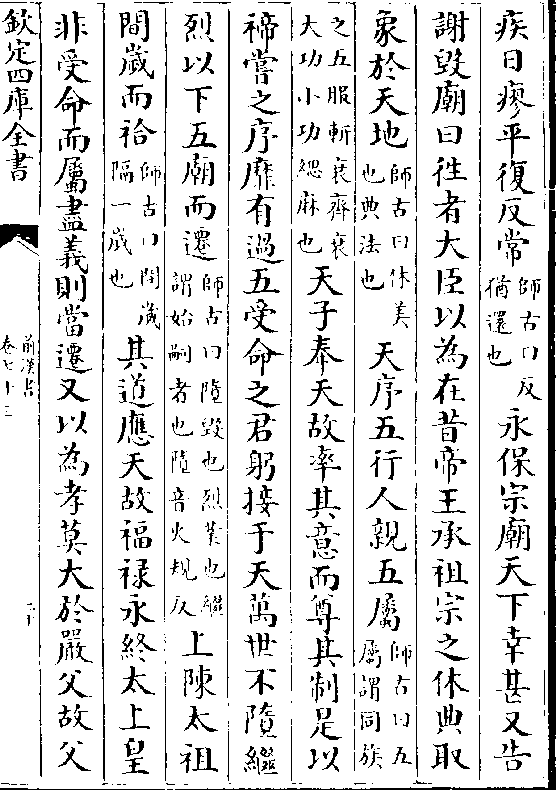 疾日瘳平復反常師古曰反猶還也永保宗廟天下幸甚又告
謝毀廟曰徃者大臣以為在昔帝王承祖宗之休典取
象於天地師古曰休美也典法也天序五行人親五屬師古曰五屬謂同族
之五服斬衰齊衰大功小功緦麻也天子奉天故率其意而尊其制是以
禘嘗之序靡有過五受命之君躬接于天萬世不隳繼
烈以下五廟而遷師古曰隳毀也烈業也繼謂始嗣者也隳音火規反上陳太祖
間歲而祫師古曰間歲隔一歲也其道應天故福祿永終太上皇
非受命而屬盡義則當遷又以為孝莫大於嚴父故父
欽定四庫全書
前漢書
卷七十三
二十